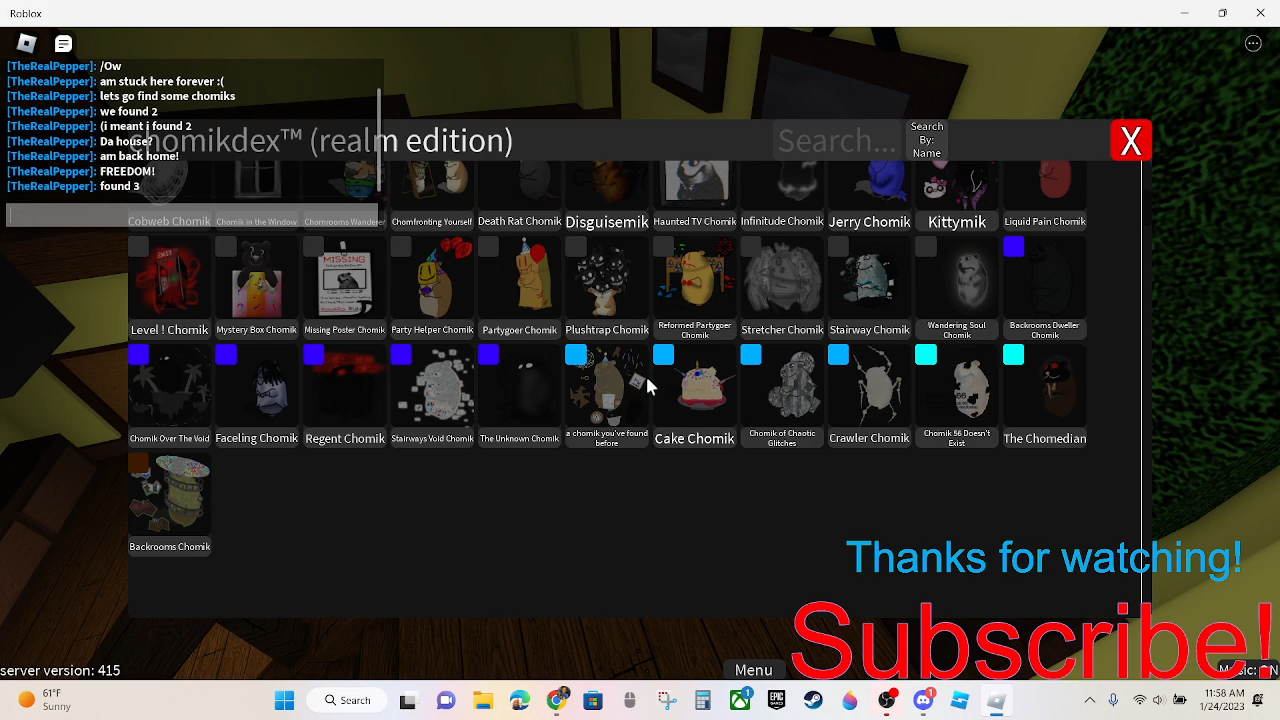 Roblox
[TheRealPepper]: /Ow
[TheRealPepper]: am stuck here forever :(
[TheRealPepper]: lets go find some chomiks
[TheRealPepper]: we found 2
[TheRealPepper]: (i meant i found 2
[TheRealPepper]: Da house?
[TheRealPepper]: am back home!
[TheRealPepper]: FREEDOM!
[TheRealPepper]: found 3
chomikdex™ (realm edition)
Search...
Search
By:
Name
X
Cobweb Chomik
Chomik in the Window
Chomrooms Wanderer
Chomfronting Yourself
Death Rat Chomik
Disguisemik
Haunted TV Chomik
Infinitude Chomik
Jerry Chomik
Kittymik
Liquid Pain Chomik
MISSING
Level ! Chomik
Mystery Box Chomik
Missing Poster Chomik
Party Helper Chomik
Partygoer Chomik
Plushtrap Chomik
Reformed Partygoer
Chomik
Stretcher Chomik
Stairway Chomik
Wandering Soul
Chomik
Backrooms Dweller
Chomik
Chomik Over The Void
Faceling Chomik
Regent Chomik
Stairways Void Chomik
The Unknown Chomik
a chomik you've found
before
Cake Chomik
Chomik of Chaotic
Glitches
Crawler Chomik
Chomik 56 Doesn't
Exist
The Chomedian
Backrooms Chomik
Thanks for watching!
Subscribe!
server version: 415
Menu
Music: ON
61°F
Sunny
Search
1
EPIC
GAMES
1
11:58 AM
1/24/2023